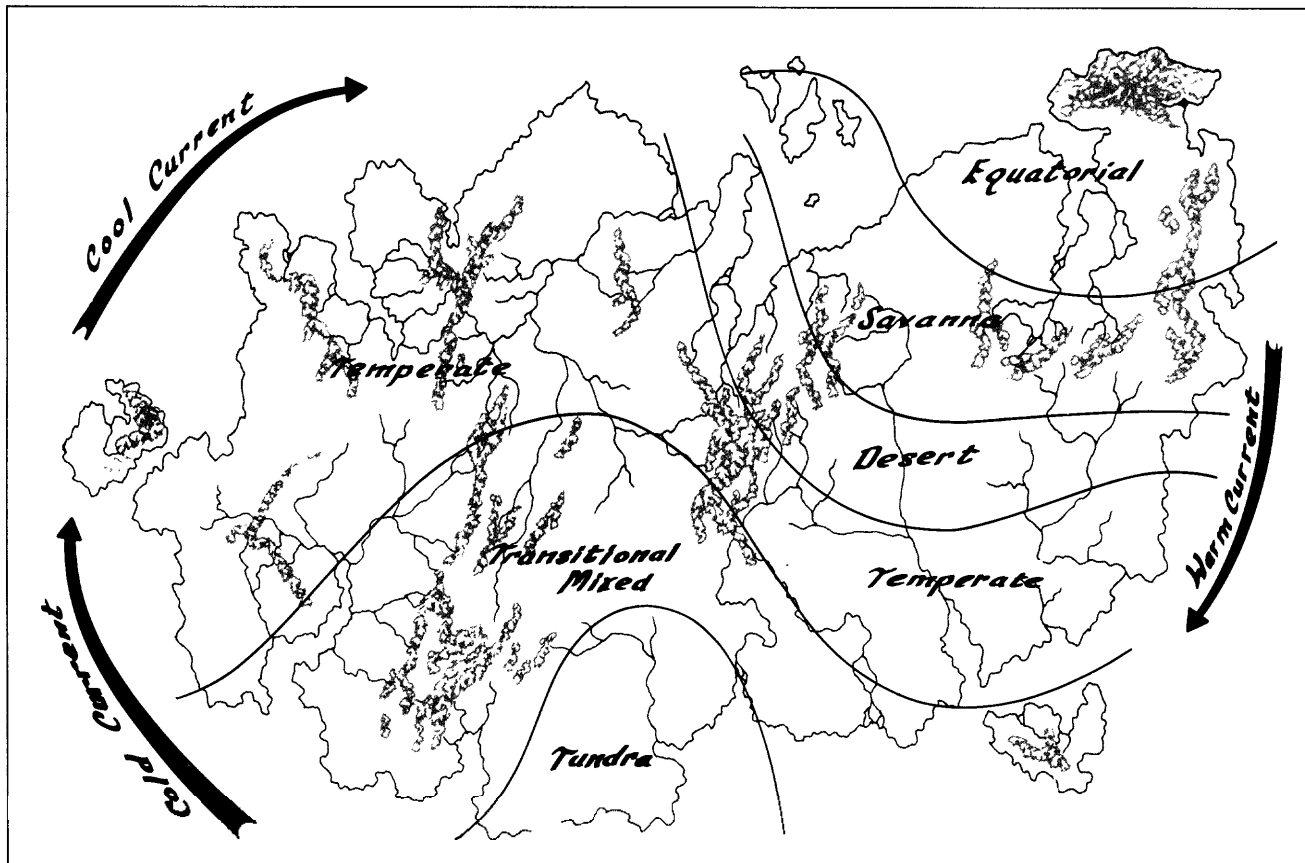 Cool Current
Equatorial
Savanna
Temperate
Desert
Warm Current
Transitional
Mixed
Temperate
Cold Current
Tundra